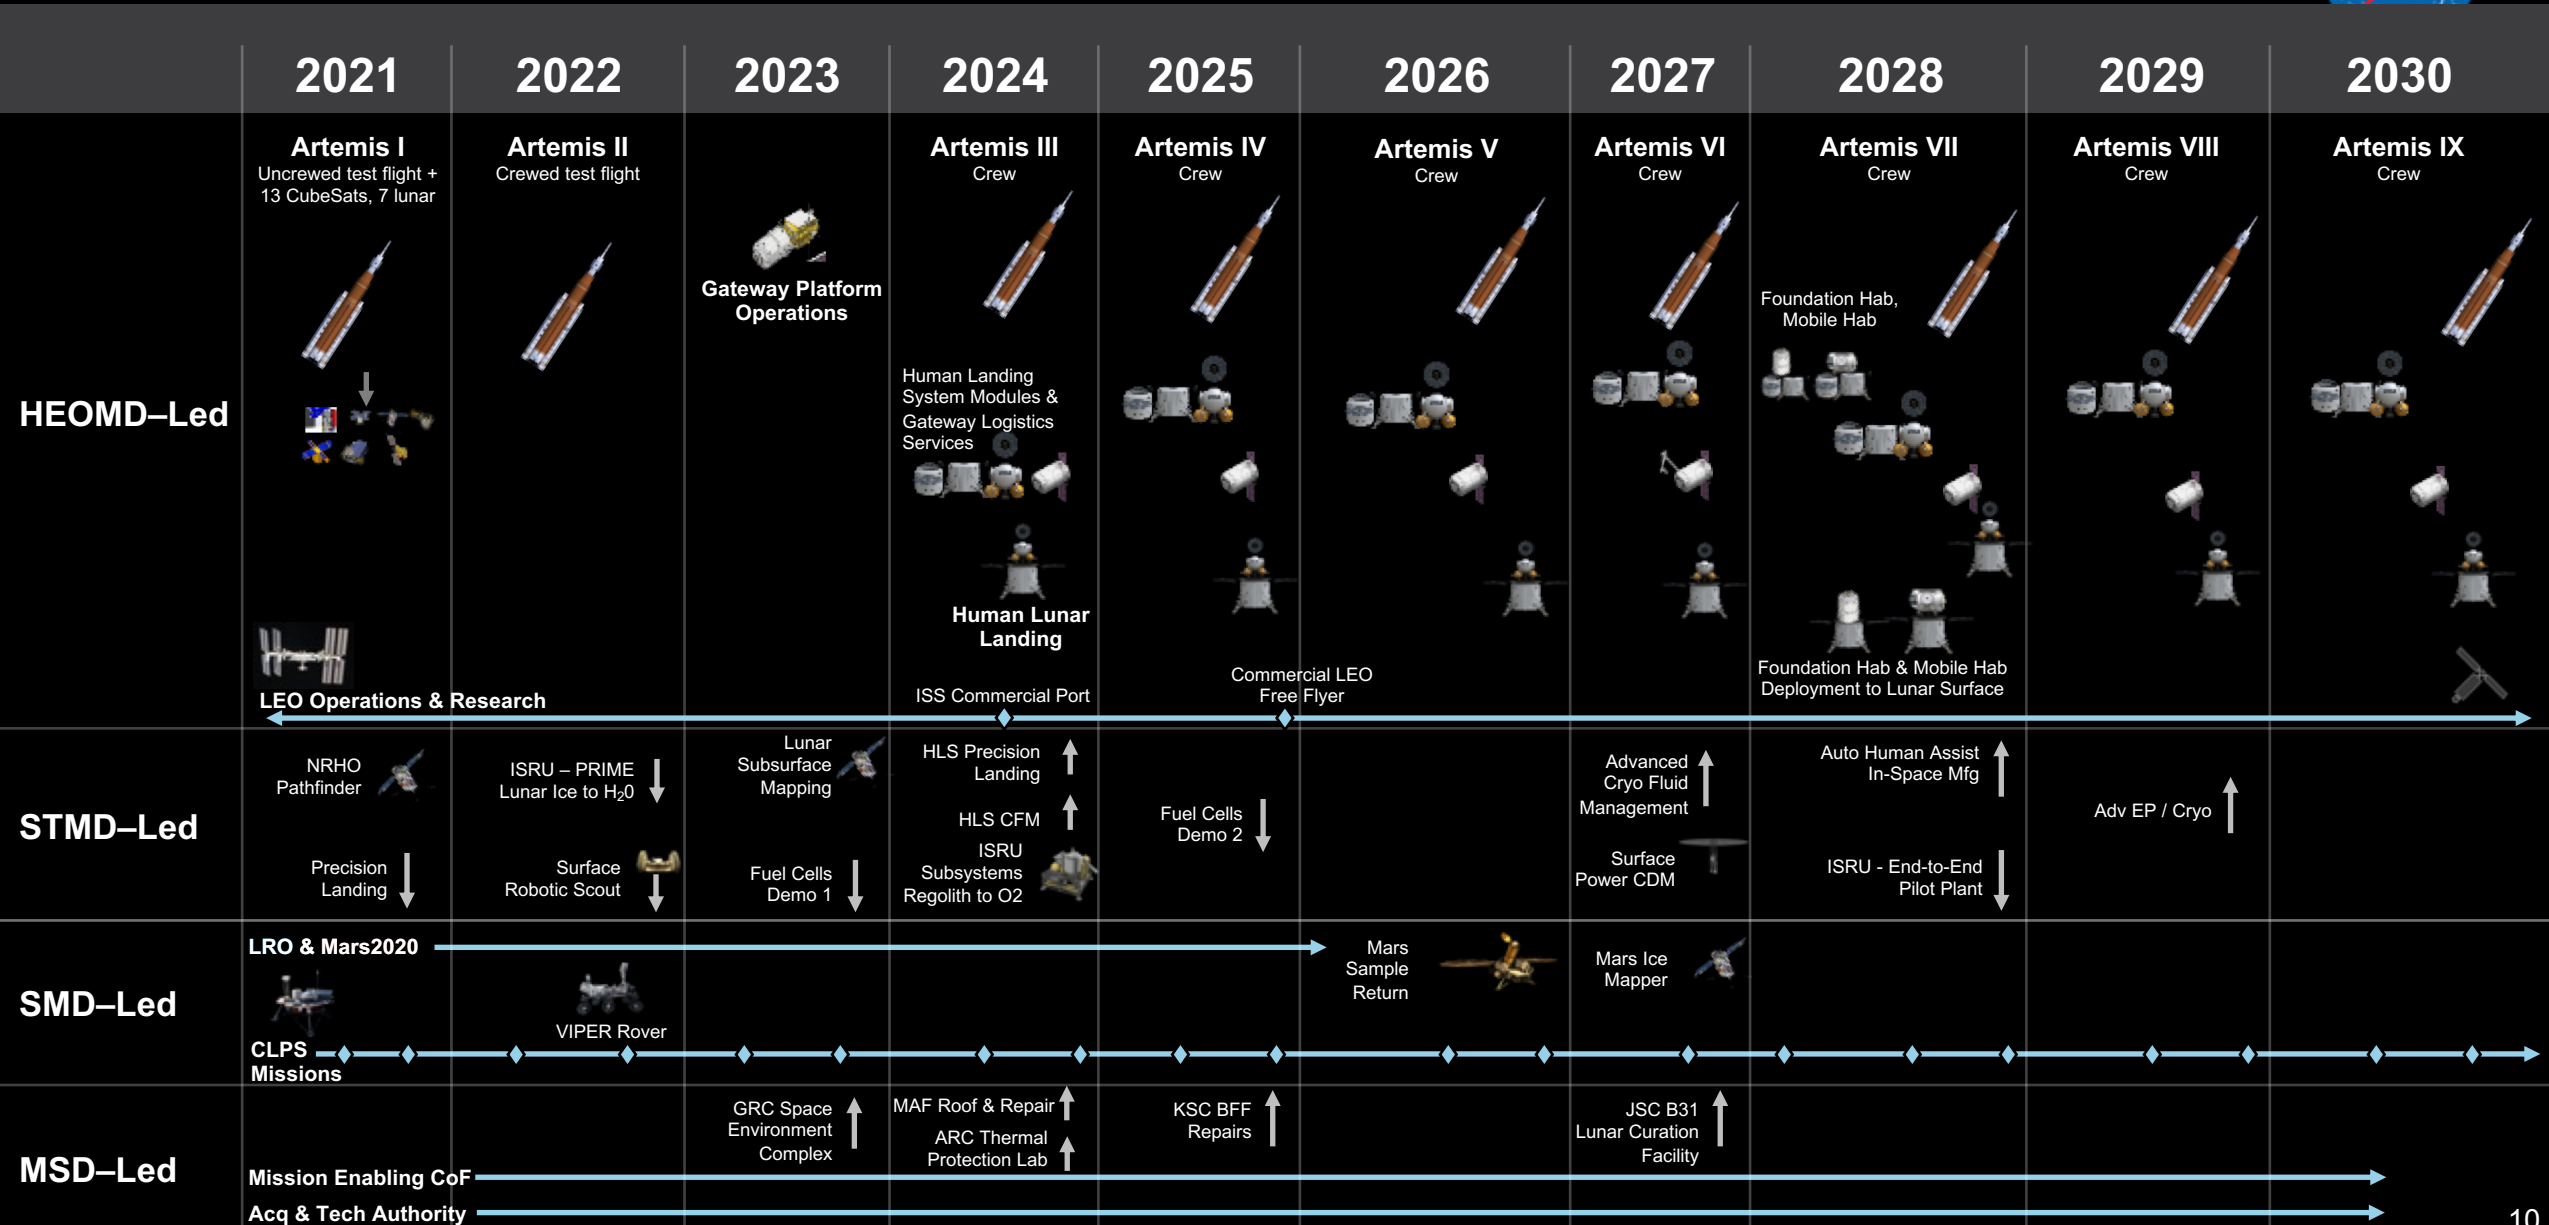 2021 2022 2023 2024 2025 2026 2027 2028 2029 2030
HEOMD–Led
Artemis I
Uncrewed test flight +
13 CubeSats, 7 lunar
Artemis II
Crewed test flight
Gateway Platform
Operations
Artemis III
Crew
Human Landing
System Modules &
Gateway Logistics
Services
Human Lunar
Landing
Artemis IV
Crew
Artemis V
Crew
Artemis VI
Crew
Artemis VII
Crew
Foundation Hab,
Mobile Hab
Foundation Hab & Mobile Hab
Deployment to Lunar Surface
Artemis VIII
Crew
Artemis IX
Crew
LEO Operations & Research
ISS Commercial Port
Commercial LEO
Free Flyer
STMD–Led
NRHO
Pathfinder
Precision
Landing
ISRU – PRIME
Lunar Ice to H20
Surface
Robotic Scout
Lunar
Subsurface
Mapping
Fuel Cells
Demo 1
HLS Precision
Landing
HLS CFM
ISRU
Subsystems
Regolith to O2
Fuel Cells
Demo 2
Advanced
Cryo Fluid
Management
Surface
Power CDM
Auto Human Assist
In-Space Mfg
ISRU - End-to-End
Pilot Plant
Adv EP / Cryo
SMD–Led
LRO & Mars2020
VIPER Rover
Mars
Sample
Return
Mars Ice
Mapper
CLPS
Missions
MSD–Led
GRC Space
Environment
Complex
MAF Roof & Repair
ARC Thermal
Protection Lab
KSC BFF
Repairs
JSC B31
Lunar Curation
Facility
Mission Enabling CoF
Acq & Tech Authority
10